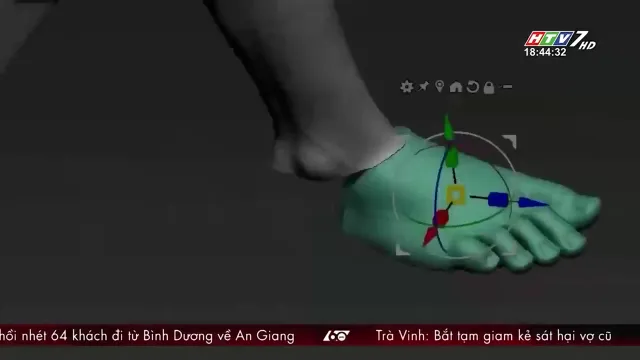 HTV7 HD
18:44:32
hồi nhét 64 khách đi từ Bình Dương về An Giang
60
Trà Vinh: Bắt tạm giam kẻ sát hại vợ cũ